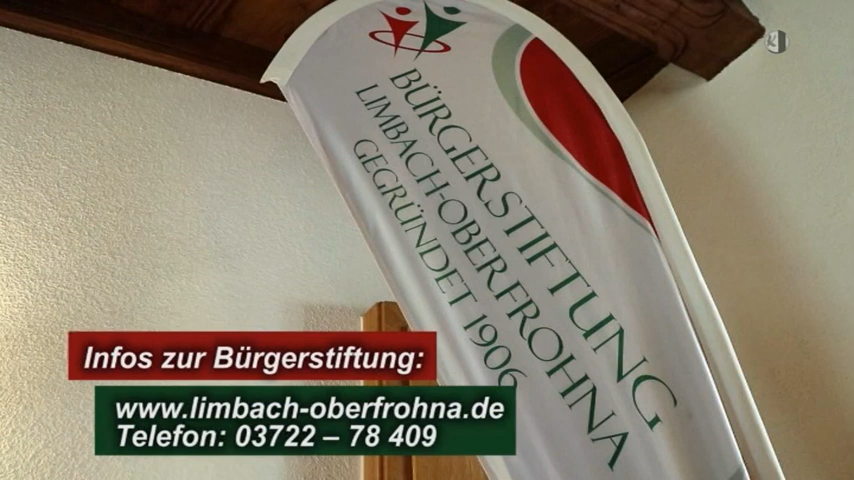 BÜRGERSTIFTUNG
LIMBACH-OBERFROHNA
GEGRÜNDET 1906
Infos zur Bürgerstiftung:
www.limbach-oberfrohna.de
Telefon: 03722 – 78 409